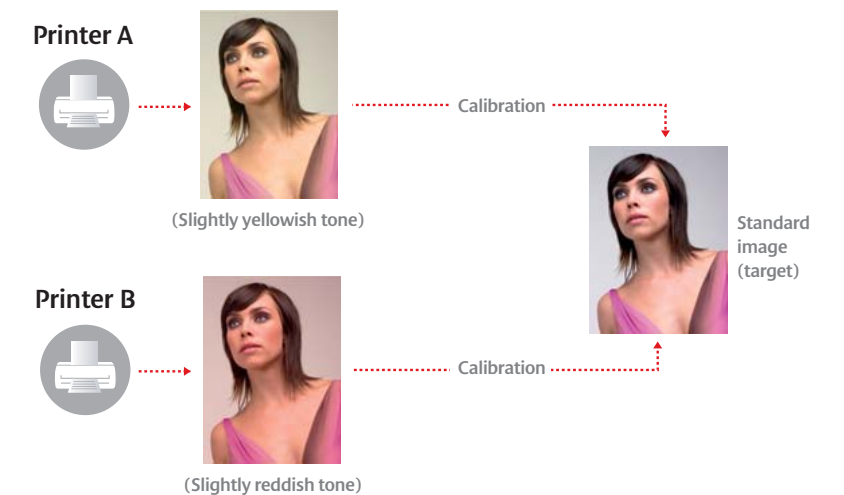 Printer A
Calibration
(Slightly yellowish tone)
Standard
image
(target)
Printer B
Calibration
(Slightly reddish tone)